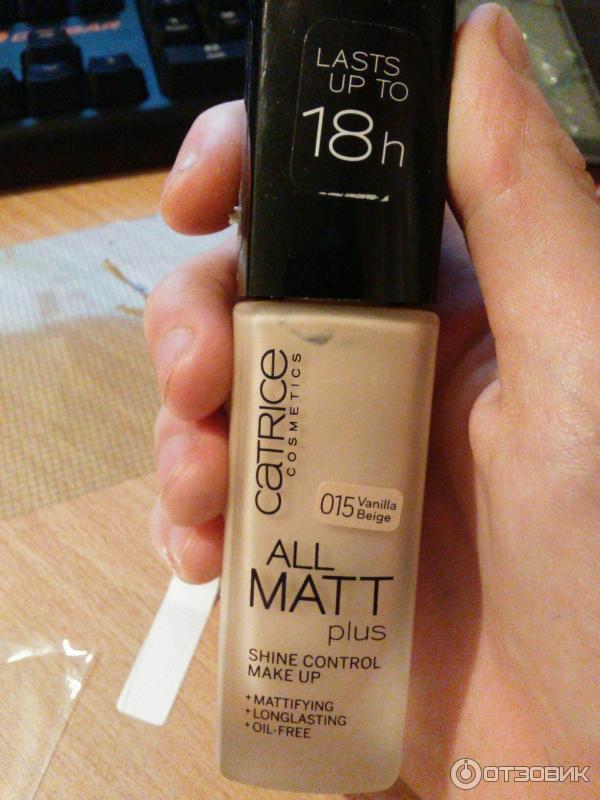 LASTS
UP TO
18h
CATRICE
COSMETICS
015 Vanilla
Beige
ALL
MATT
plus
SHINE CONTROL
MAKE UP
+ MATTIFYING
+ LONGLASTING
+ OIL-FREE
ОТЗОВИК